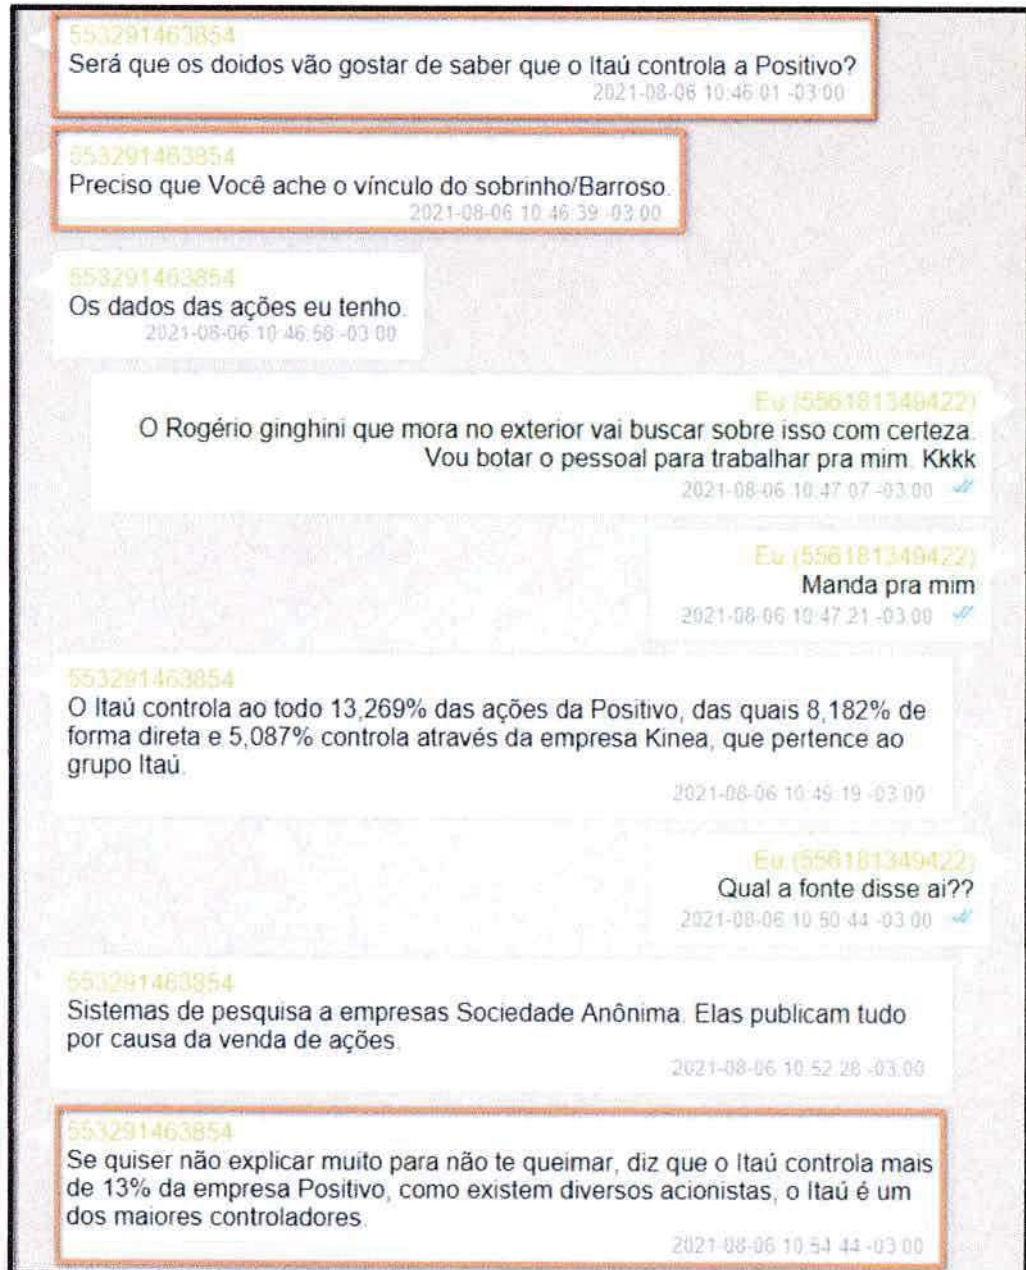 553291463854
Será que os doidos vão gostar de saber que o Itaú controla a Positivo?
2021-08-06 10:46:01 -03:00
553291463854
Preciso que Você ache o vínculo do sobrinho/Barroso.
2021-08-06 10:46:39 -03:00
553291463854
Os dados das ações eu tenho.
2021-08-06 10:46:58 -03:00
Eu (556181349422)
O Rogério ginghini que mora no exterior vai buscar sobre isso com certeza.
Vou botar o pessoal para trabalhar pra mim. Kkkk
2021-08-06 10:47:07 -03:00
Eu (556181349422)
Manda pra mim
2021-08-06 10:47:21 -03:00
553291463854
O Itaú controla ao todo 13,269% das ações da Positivo, das quais 8,182% de
forma direta e 5,087% controla através da empresa Kinea, que pertence ao
grupo Itaú.
2021-08-06 10:49:19 -03:00
Eu (556181349422)
Qual a fonte disse ai??
2021-08-06 10:50:44 -03:00
553291463854
Sistemas de pesquisa a empresas Sociedade Anônima. Elas publicam tudo
por causa da venda de ações.
2021-08-06 10:52:28 -03:00
553291463854
Se quiser não explicar muito para não te queimar, diz que o Itaú controla mais
de 13% da empresa Positivo, como existem diversos acionistas, o Itaú é um
dos maiores controladores.
2021-08-06 10:54:44 -03:00